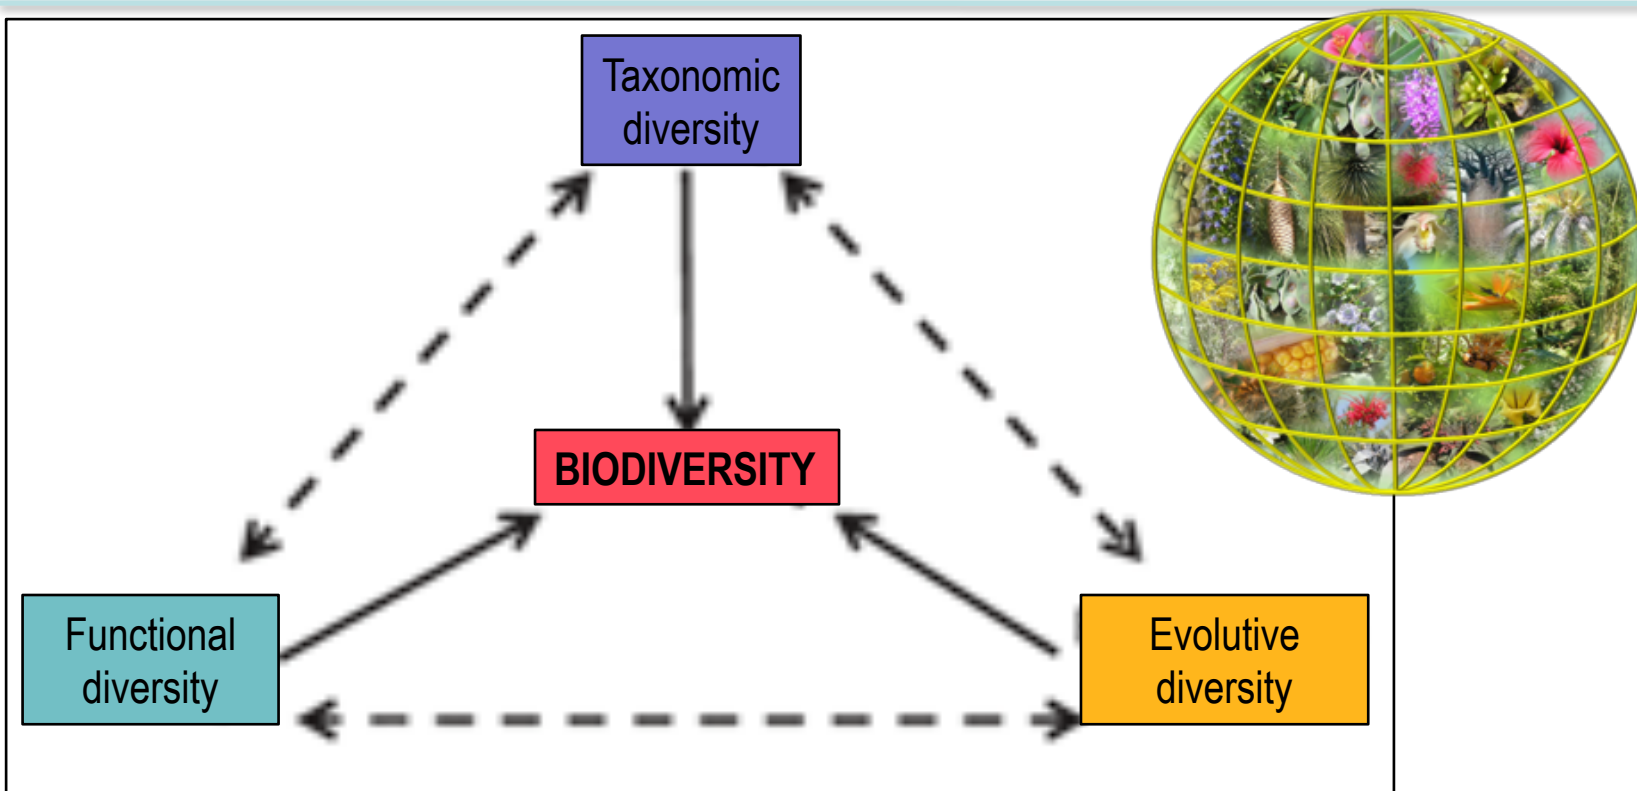 Taxonomic
diversity
BIODIVERSITY
Functional
diversity
Evolutive
diversity